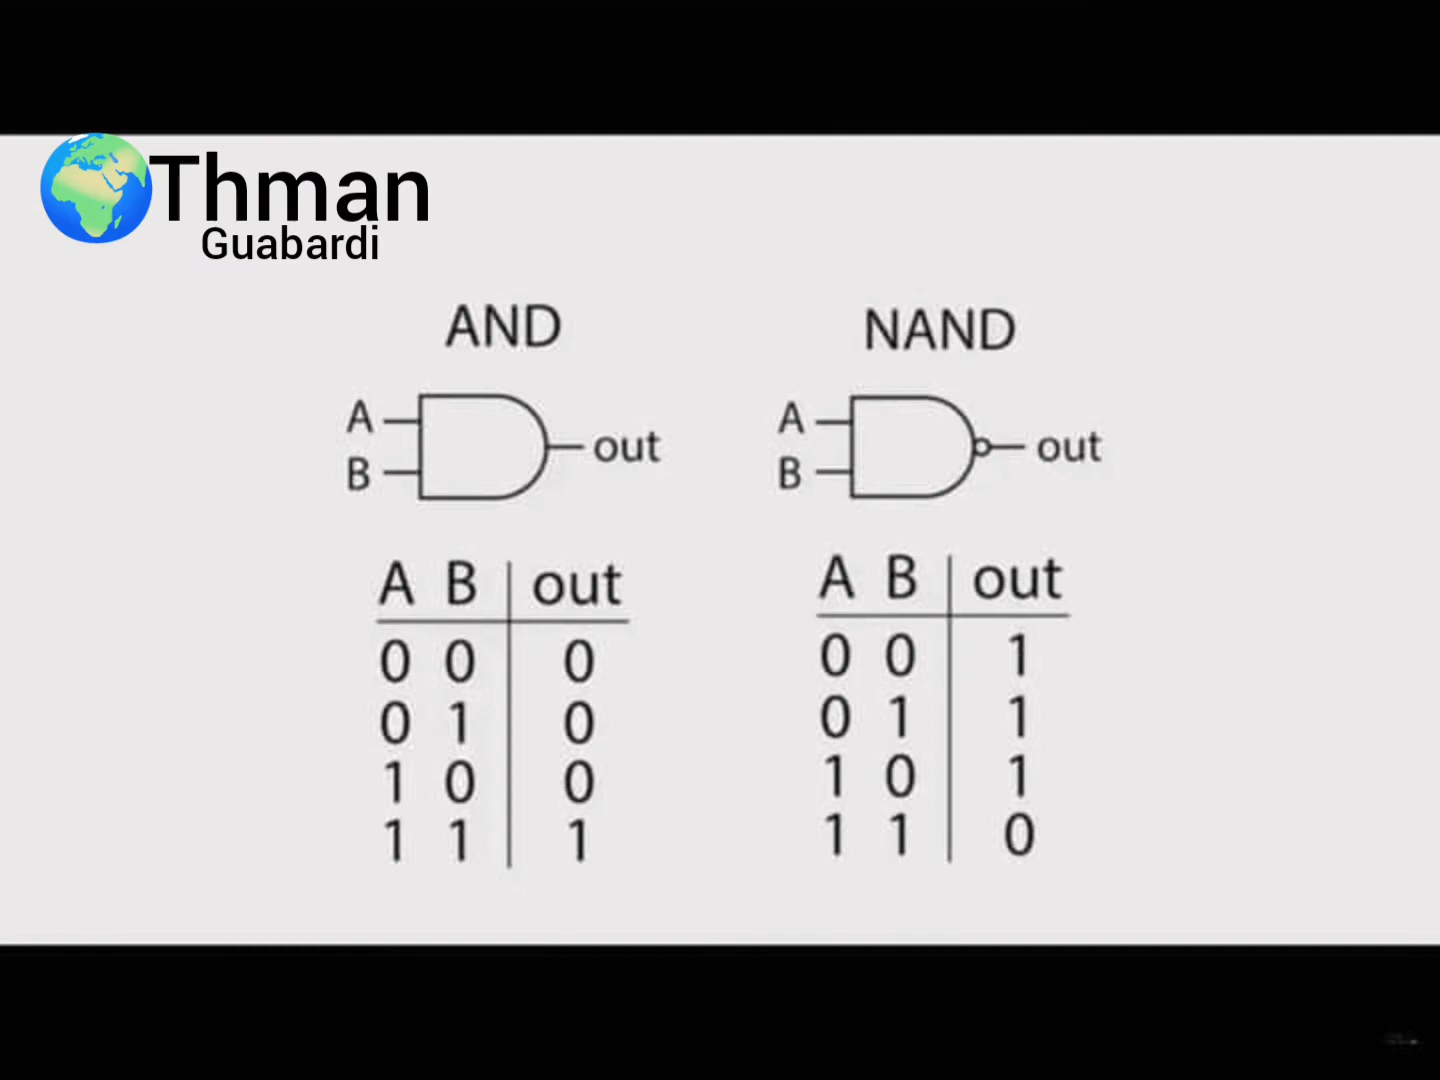 Thman
Guabardi
AND NAND
A
B
out
A
B
out
A B out
0 0 0
0 1 0
1 0 0
1 1 1
A B out
0 0 1
0 1 1
1 0 1
1 1 0